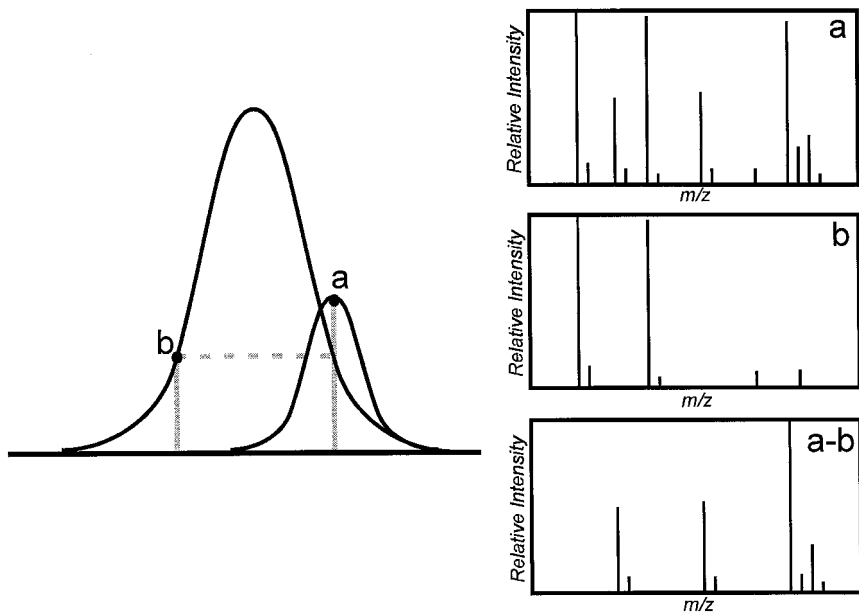 a
b
a
Relative Intensity
m/z
b
Relative Intensity
m/z
a-b
Relative Intensity
m/z